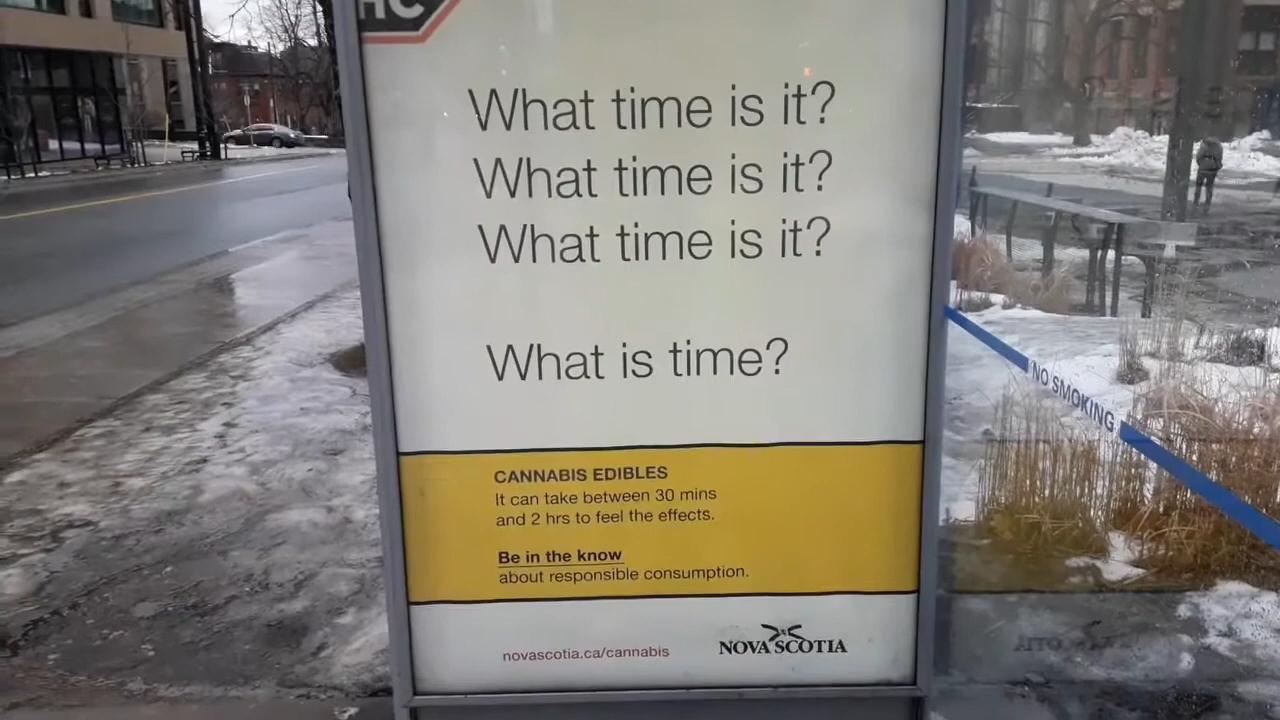 HC
What time is it?
What time is it?
What time is it?
What is time?
CANNABIS EDIBLES
It can take between 30 mins
and 2 hrs to feel the effects.
Be in the know
about responsible consumption.
novascotia.ca/cannabis
NOVA SCOTIA
NO SMOKING